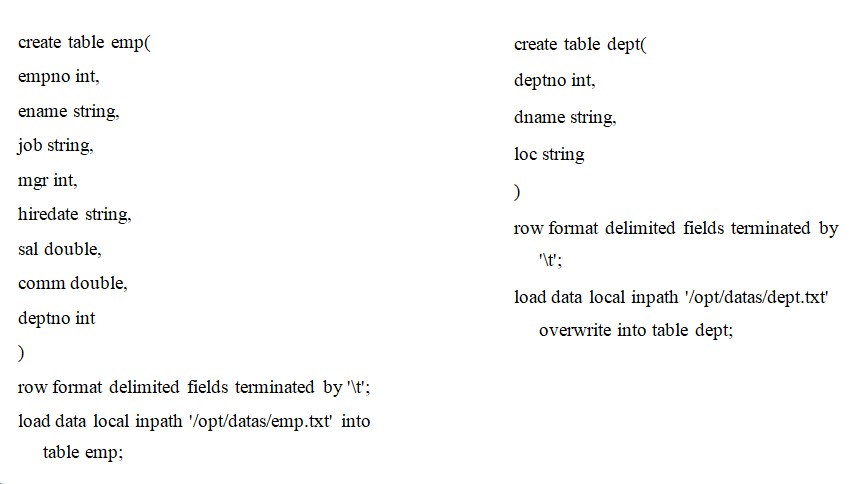 create table emp(
empno int,
ename string,
job string,
mgr int,
hiredate string,
sal double,
comm double,
deptno int
)
row format delimited fields terminated by '\t';
load data local inpath '/opt/datas/emp.txt' into
table emp;
create table dept(
deptno int,
dname string,
loc string
)
row format delimited fields terminated by
'\t';
load data local inpath '/opt/datas/dept.txt'
overwrite into table dept;